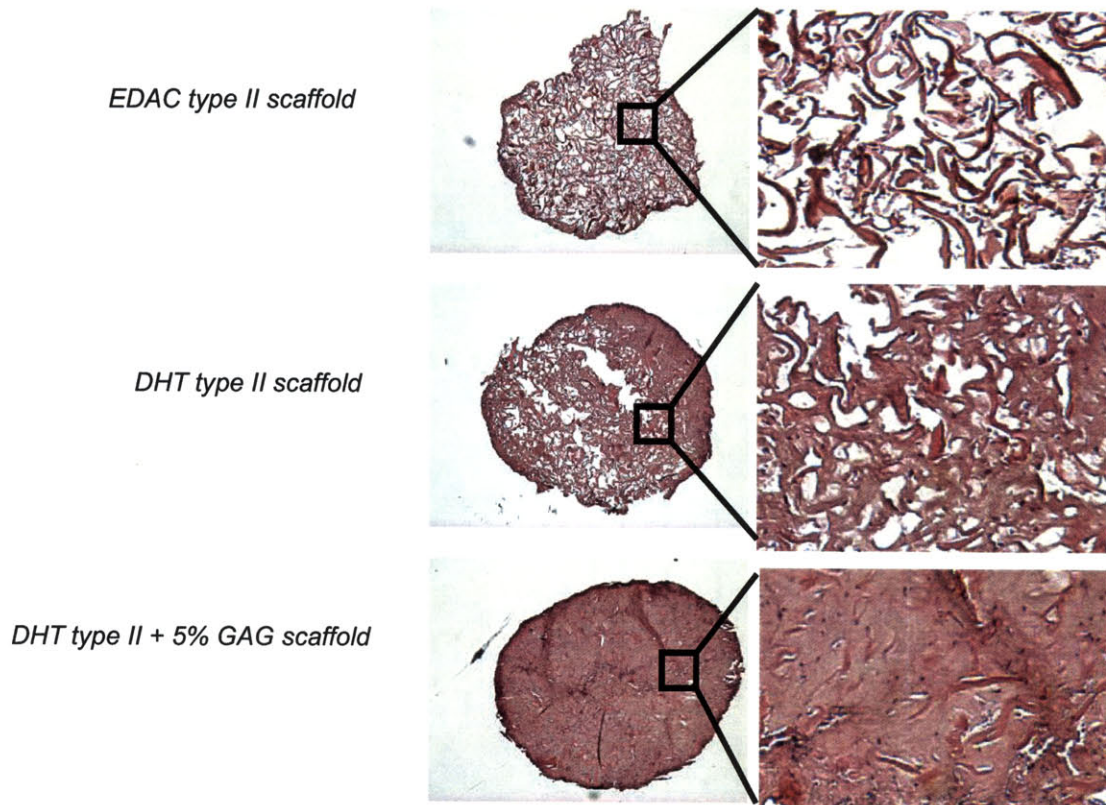 EDAC type II scaffold
DHT type II scaffold
DHT type II + 5% GAG scaffold